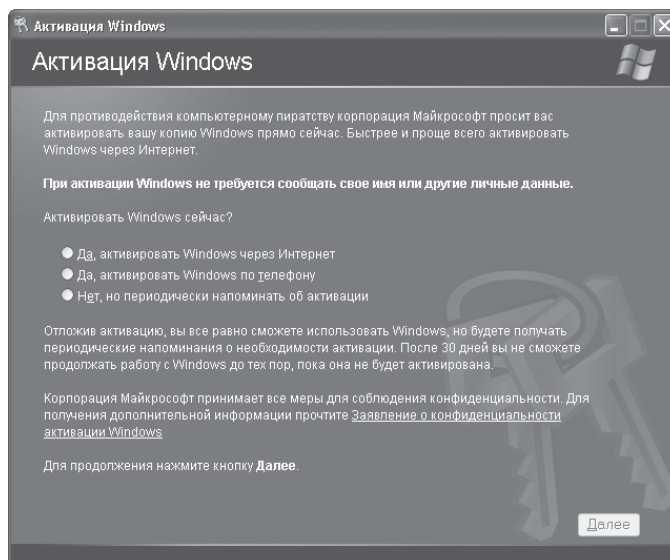 Активация Windows
Активация Windows
Для противодействия компьютерному пиратству корпорация Майкрософт просит вас
активировать вашу копию Windows прямо сейчас. Быстрее и проще всего активировать
Windows через Интернет.
При активации Windows не требуется сообщать свое имя или другие личные данные.
Активировать Windows сейчас?
Да, активировать Windows через Интернет
Да, активировать Windows по телефону
Нет, но периодически напоминать об активации
Отложив активацию, вы все равно сможете использовать Windows, но будете получать
периодические напоминания о необходимости активации. После 30 дней вы не сможете
продолжать работу с Windows до тех пор, пока она не будет активирована.
Корпорация Майкрософт принимает все меры для соблюдения конфиденциальности. Для
получения дополнительной информации прочтите Заявление о конфиденциальности
активации Windows
Для продолжения нажмите кнопку Далее.
Далее